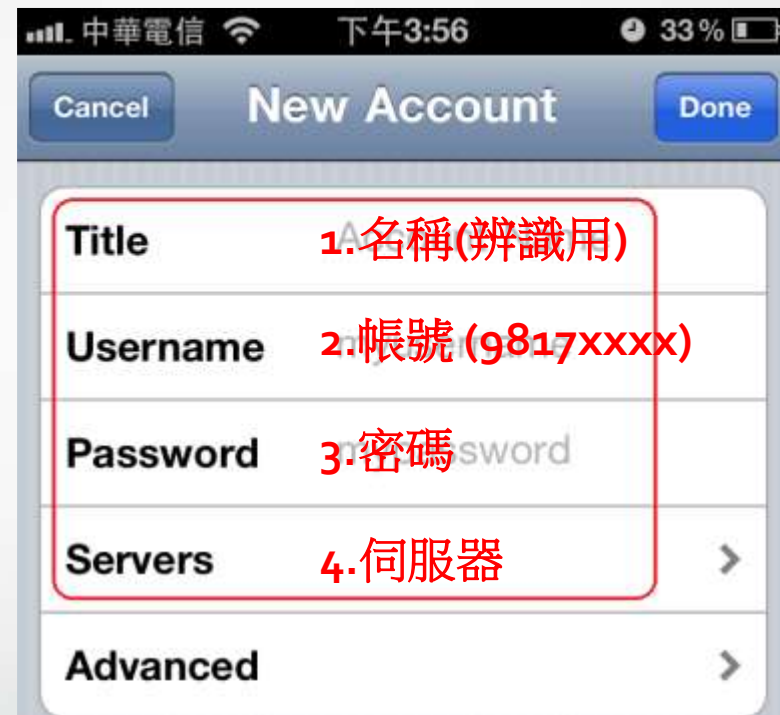 中華電信 下午3:56 33%
Cancel New Account Done
Title 1.名稱(辨識用)
Username 2.帳號(9817xxxx)
Password 3.密碼 mypassword
Servers 4.伺服器
Advanced